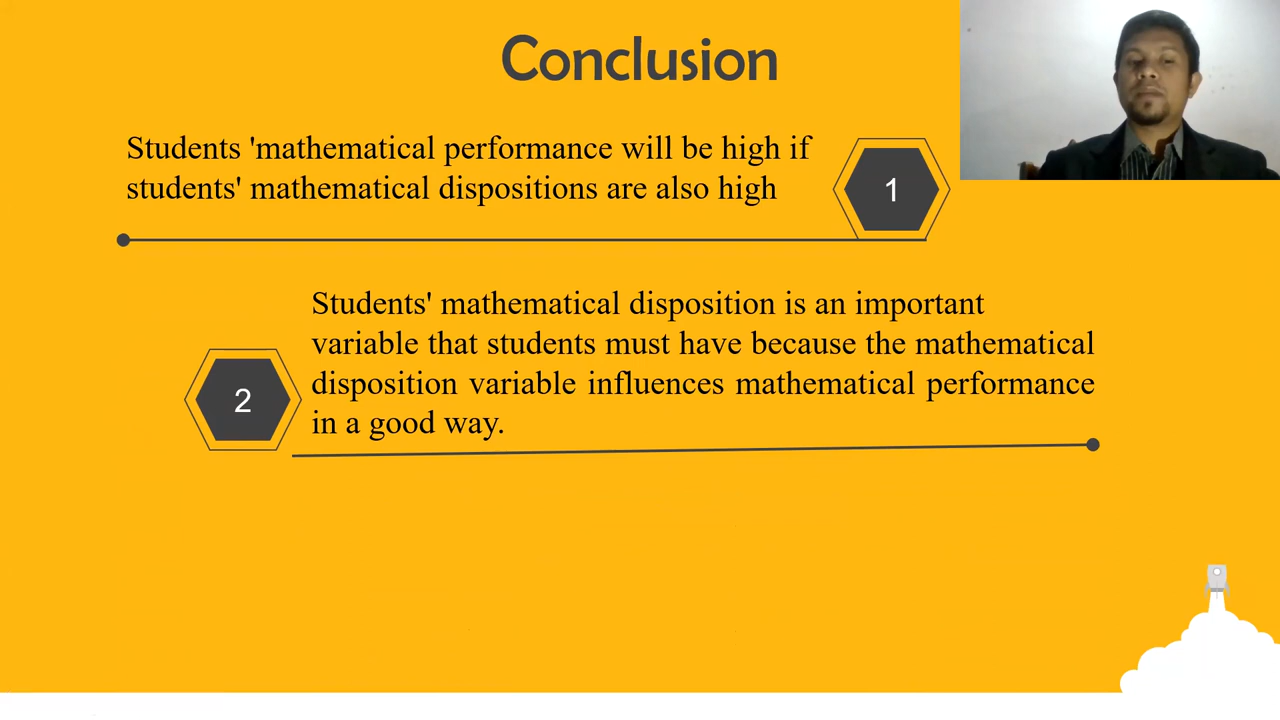 Conclusion
Students 'mathematical performance will be high if
students' mathematical dispositions are also high
1
Students' mathematical disposition is an important
variable that students must have because the mathematical
disposition variable influences mathematical performance
in a good way.
2